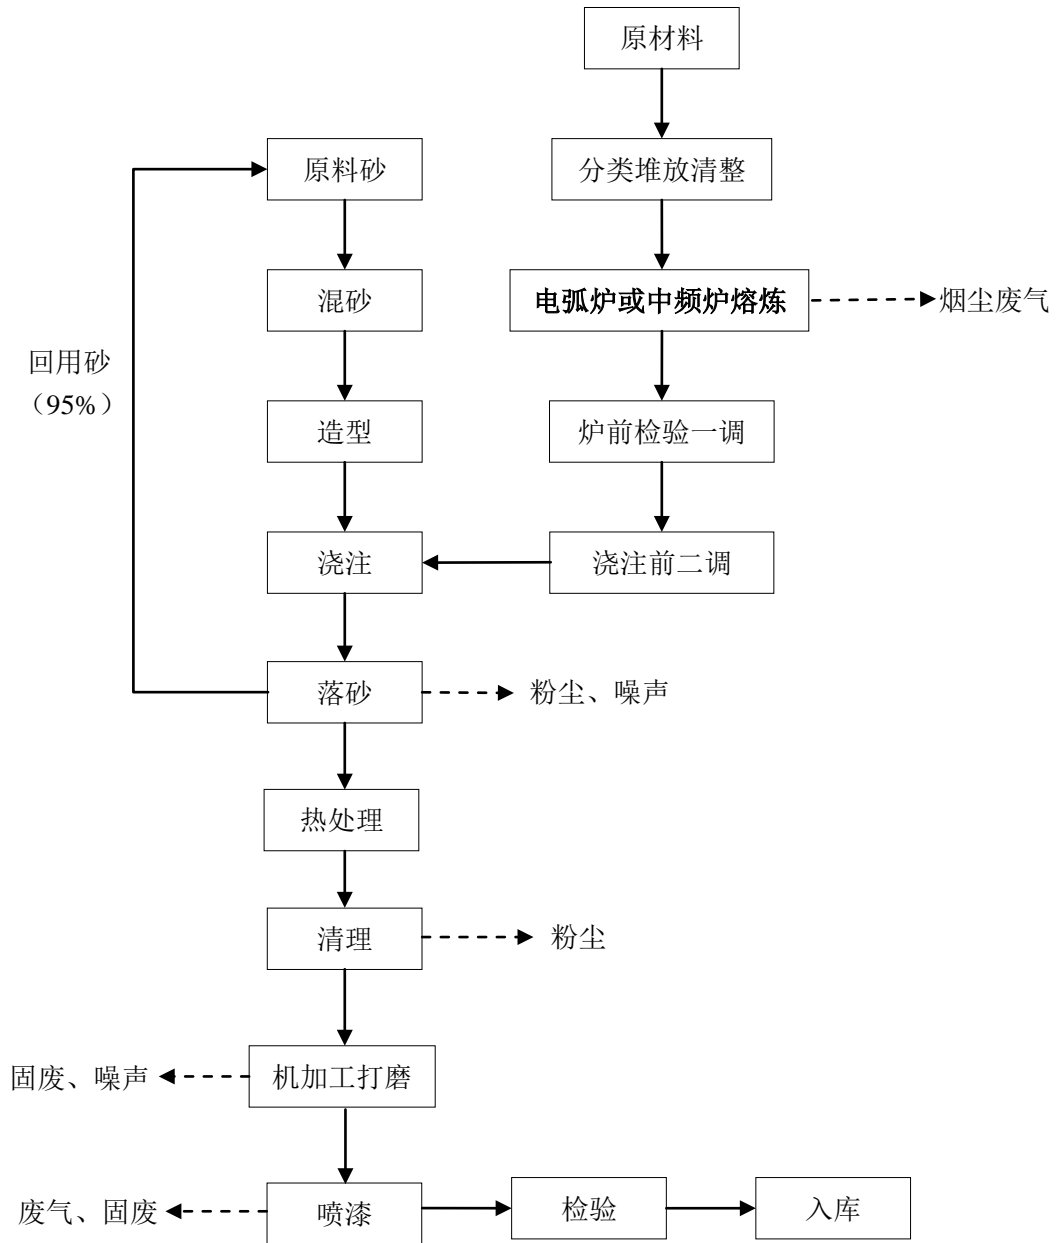 原材料
原料砂
分类堆放清整
混砂
电弧炉或中频炉熔炼
烟尘废气
回用砂
（95%）
造型
炉前检验一调
浇注
浇注前二调
落砂
粉尘、噪声
热处理
清理
粉尘
固废、噪声
机加工打磨
废气、固废
喷漆
检验
入库